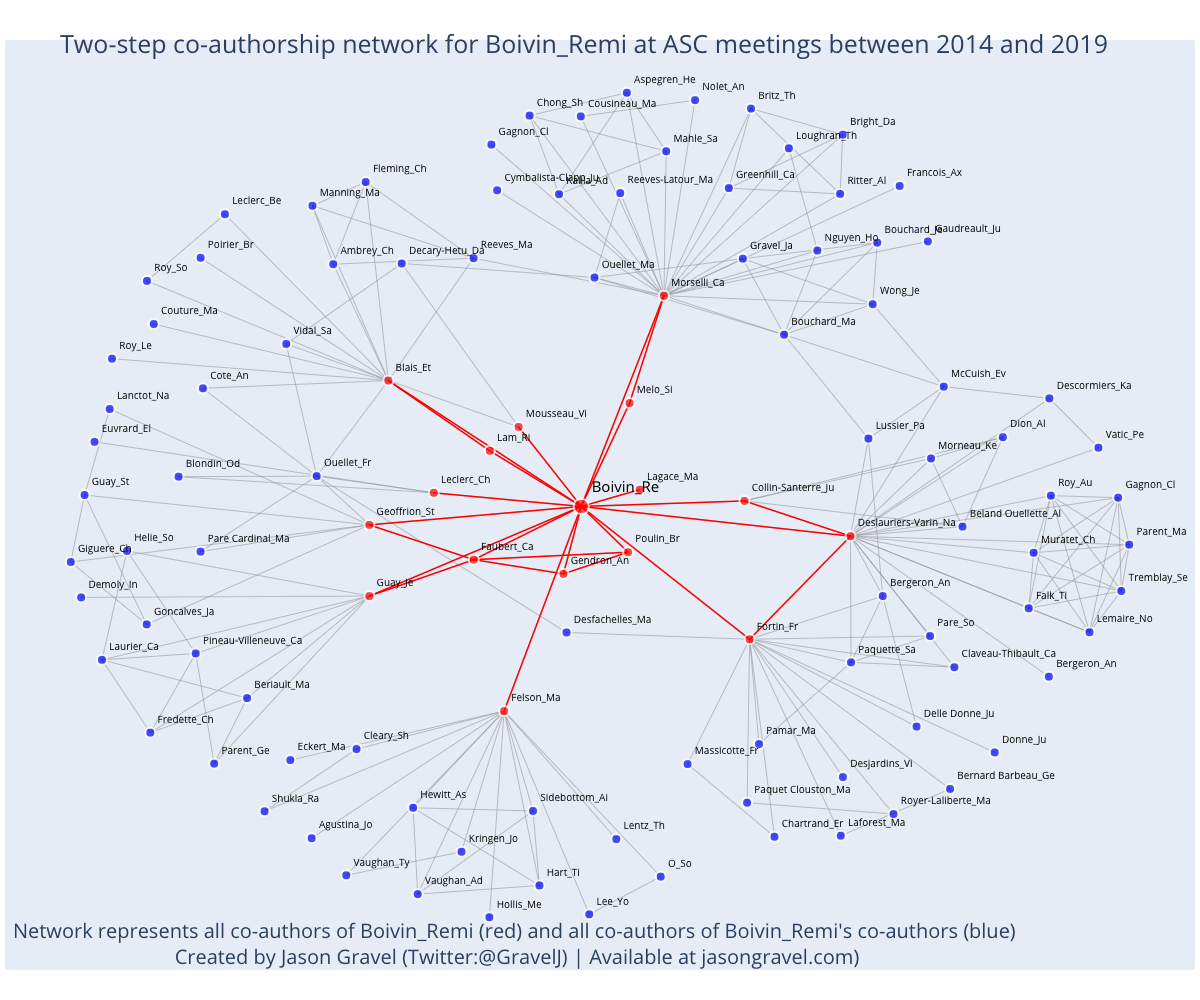 Two-step co-authorship network for Boivin_Remi at ASC meetings between 2014 and 2019
Aspegren_He
Nolet_An
Chong_Sh
Cousineau_Ma
Britz_Th
Gagnon_Cl
Mahle_Sa
Loughran_Th
Bright_Da
Fleming_Ch
Cymbalista-Clapp_Ju
Reeves-Latour_Ma
Greenhill_Ca
Ritter_Al
Francois_Ax
Manning_Ma
Leclerc_Be
Poirier_Br
Ambrey_Ch
Decary-Hetu_Da
Reeves_Ma
Gravel_Ja
Nguyen_Ho
Gaudreault_Ju
Roy_So
Ouellet_Ma
Morselli_Ca
Wong_Je
Couture_Ma
Vidal_Sa
Bouchard_Ma
Roy_Le
Blais_Et
Cote_An
McCuish_Ev
Descormiers_Ka
Lanctot_Na
Melo_Si
Mousseau_Vi
Lussier_Pa
Dion_Al
Euvrard_El
Lam_Ri
Morneau_Ke
Vatic_Pe
Blondin_Od
Ouellet_Fr
Leclerc_Ch
Lagace_Ma
Boivin_Re
Collin-Santerre_Ju
Roy_Au
Gagnon_Cl
Guay_St
Geoffrion_St
Deslauriers-Varin_Na
Beland Ouellette_Al
Parent_Ma
Helie_So
Pare Cardinal_Ma
Faubert_Ca
Poulin_Br
Muratet_Ch
Giguere_Ch
Gendron_An
Tremblay_Se
Demoly_In
Guay_Je
Bergeron_An
Falk_Ti
Goncalves_Ja
Desfachelles_Ma
Fortin_Fr
Pare_So
Lemaire_No
Laurier_Ca
Pineau-Villeneuve_Ca
Paquette_Sa
Claveau-Thibault_Ca
Bergeron_An
Beriault_Ma
Felson_Ma
Fredette_Ch
Delle Donne_Ju
Parent_Ge
Eckert_Ma
Cleary_Sh
Massicotte_Fr
Pamar_Ma
Donne_Ju
Desjardins_Vi
Bernard Barbeau_Ge
Shukla_Ra
Hewitt_As
Sidebottom_Ai
Paquet Clouston_Ma
Royer-Laliberte_Ma
Agustina_Jo
Kringen_Jo
Lentz_Th
Chartrand_Er
Laforest_Ma
Vaughan_Ty
Vaughan_Ad
Hart_Ti
O_So
Hollis_Me
Lee_Yo
Network represents all co-authors of Boivin_Remi (red) and all co-authors of Boivin_Remi's co-authors (blue)
Created by Jason Gravel (Twitter:@GravelJ) | Available at jasongravel.com)